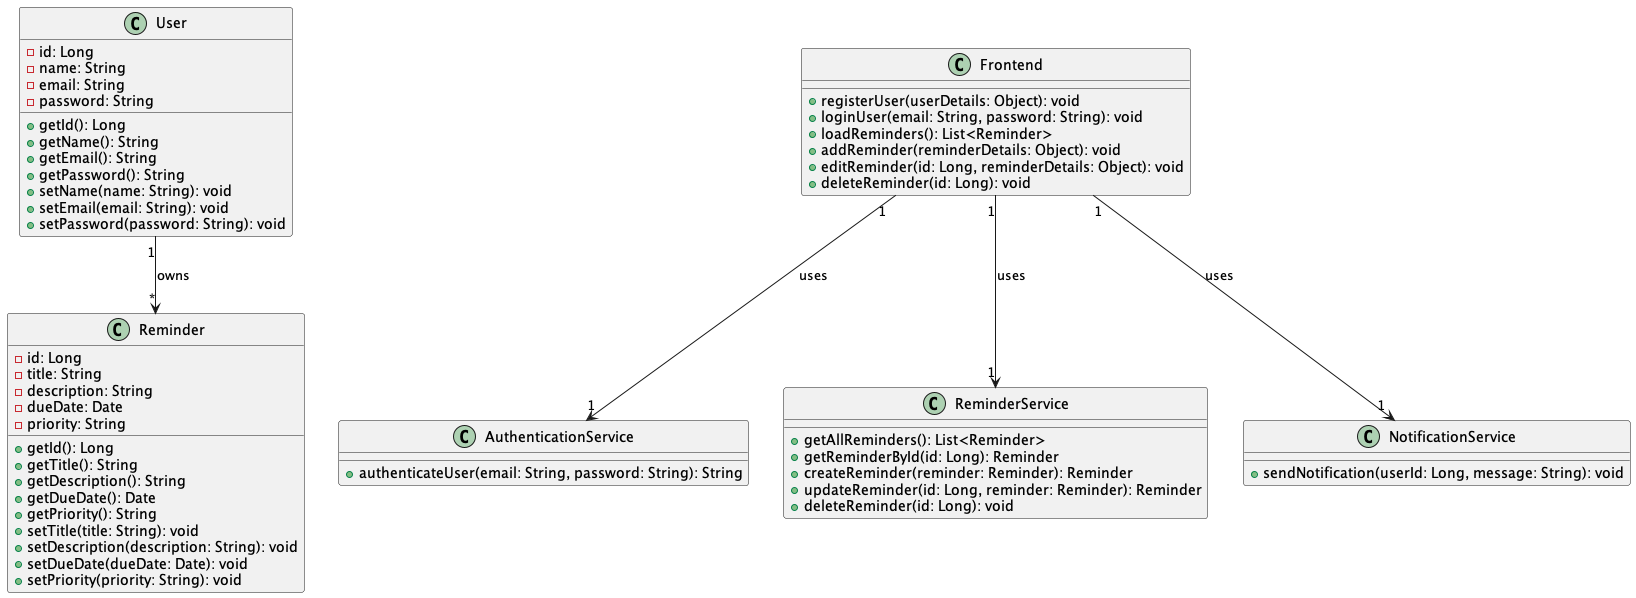 C User
id: Long
name: String
email: String
password: String
getId(): Long
getName(): String
getEmail(): String
getPassword(): String
setName(name: String): void
setEmail(email: String): void
setPassword(password: String): void
1
owns
*
C Reminder
id: Long
title: String
description: String
dueDate: Date
priority: String
getId(): Long
getTitle(): String
getDescription(): String
getDueDate(): Date
getPriority(): String
setTitle(title: String): void
setDescription(description: String): void
setDueDate(dueDate: Date): void
setPriority(priority: String): void
C Frontend
registerUser(userDetails: Object): void
loginUser(email: String, password: String): void
loadReminders(): List<Reminder>
addReminder(reminderDetails: Object): void
editReminder(id: Long, reminderDetails: Object): void
deleteReminder(id: Long): void
1
1
1
uses
uses
uses
1
1
1
C AuthenticationService
authenticateUser(email: String, password: String): String
C ReminderService
getAllReminders(): List<Reminder>
getReminderById(id: Long): Reminder
createReminder(reminder: Reminder): Reminder
updateReminder(id: Long, reminder: Reminder): Reminder
deleteReminder(id: Long): void
C NotificationService
sendNotification(userId: Long, message: String): void